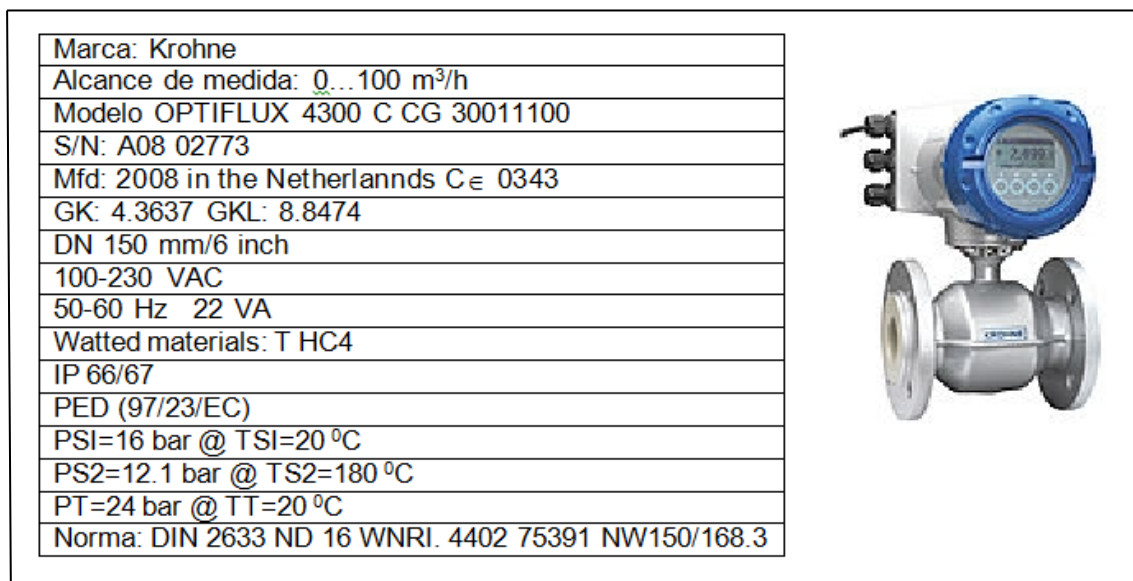 Marca: Krohne
Alcance de medida: 0...100 m³/h
Modelo OPTIFLUX 4300 C CG 30011100
S/N: A08 02773
Mfd: 2008 in the Netherlannds C∈ 0343
GK: 4.3637 GKL: 8.8474
DN 150 mm/6 inch
100-230 VAC
50-60 Hz 22 VA
Watted materials: T HC4
IP 66/67
PED (97/23/EC)
PSI=16 bar @ TSI=20 ⁰C
PS2=12.1 bar @ TS2=180 ⁰C
PT=24 bar @ TT=20 ⁰C
Norma: DIN 2633 ND 16 WNRI. 4402 75391 NW150/168.3